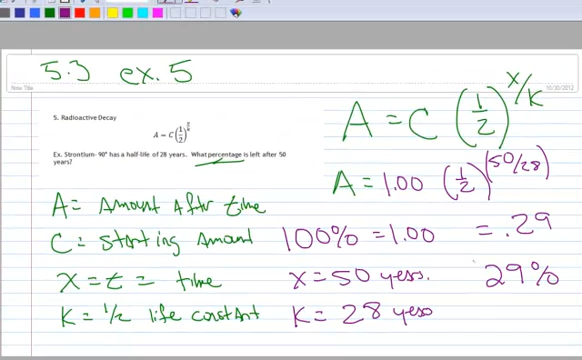 5.3 ex. 5
Note Title
10/30/2012
5. Radioactive Decay
A = C(1/2)^(x/k)
Ex. Strontium- 90° has a half-life of 28 years. What percentage is left after 50
years?
A = C (1/2)^(x/k)
A = 1.00 (1/2)^(50/28)
A = Amount After time
C = starting Amount
100% = 1.00
= .29
x = t = time
x = 50 years.
29%
K = 1/2 life constant
K = 28 years